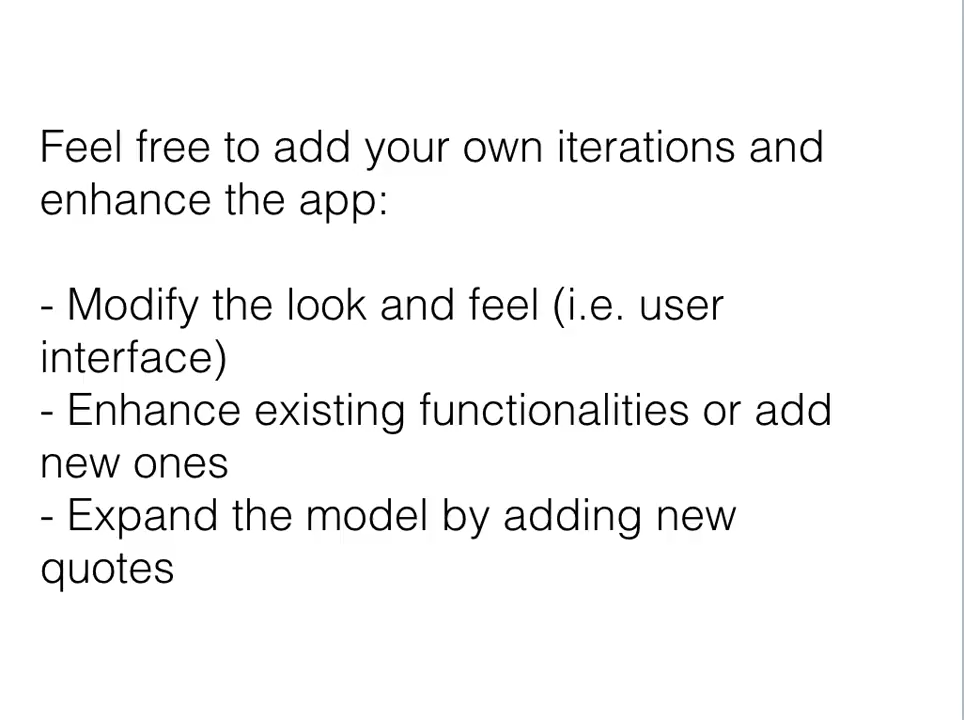 Feel free to add your own iterations and
enhance the app:
- Modify the look and feel (i.e. user
interface)
- Enhance existing functionalities or add
new ones
- Expand the model by adding new
quotes